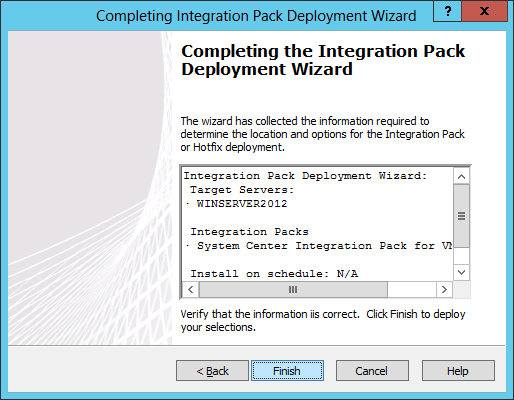 Completing Integration Pack Deployment Wizard
? x
Completing the Integration Pack
Deployment Wizard
The wizard has collected the information required to
determine the location and options for the Integration Pack
or Hotfix deployment.
Integration Pack Deployment Wizard:
Target Servers:
· WINSERVER2012
Integration Packs
· System Center Integration Pack for
Install on schedule: N/A
Verify that the information iis correct. Click Finish to deploy
your selections.
< Back Finish Cancel Help